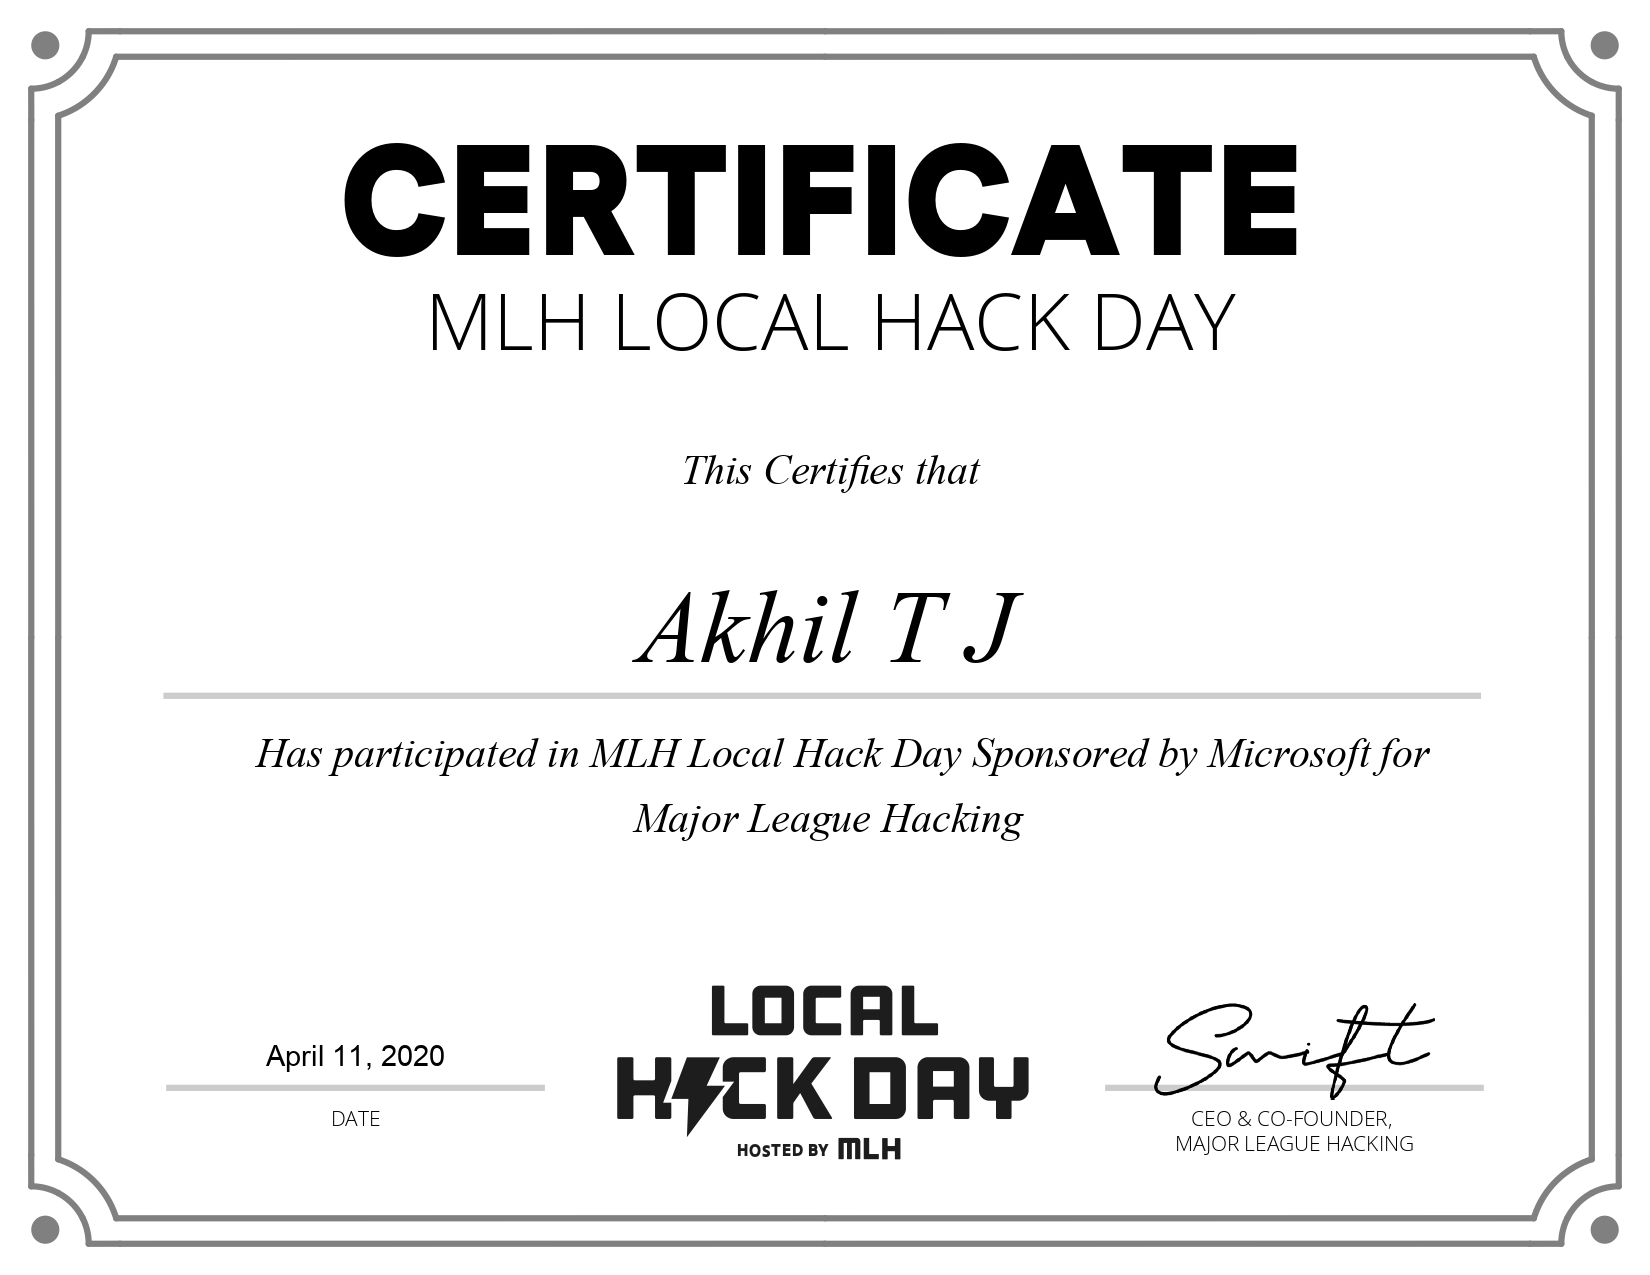 CERTIFICATE
MLH LOCAL HACK DAY
This Certifies that
Akhil T J
Has participated in MLH Local Hack Day Sponsored by Microsoft for
Major League Hacking
April 11, 2020
DATE
LOCAL
HACK DAY
HOSTED BY MLH
Swift
CEO & CO-FOUNDER,
MAJOR LEAGUE HACKING